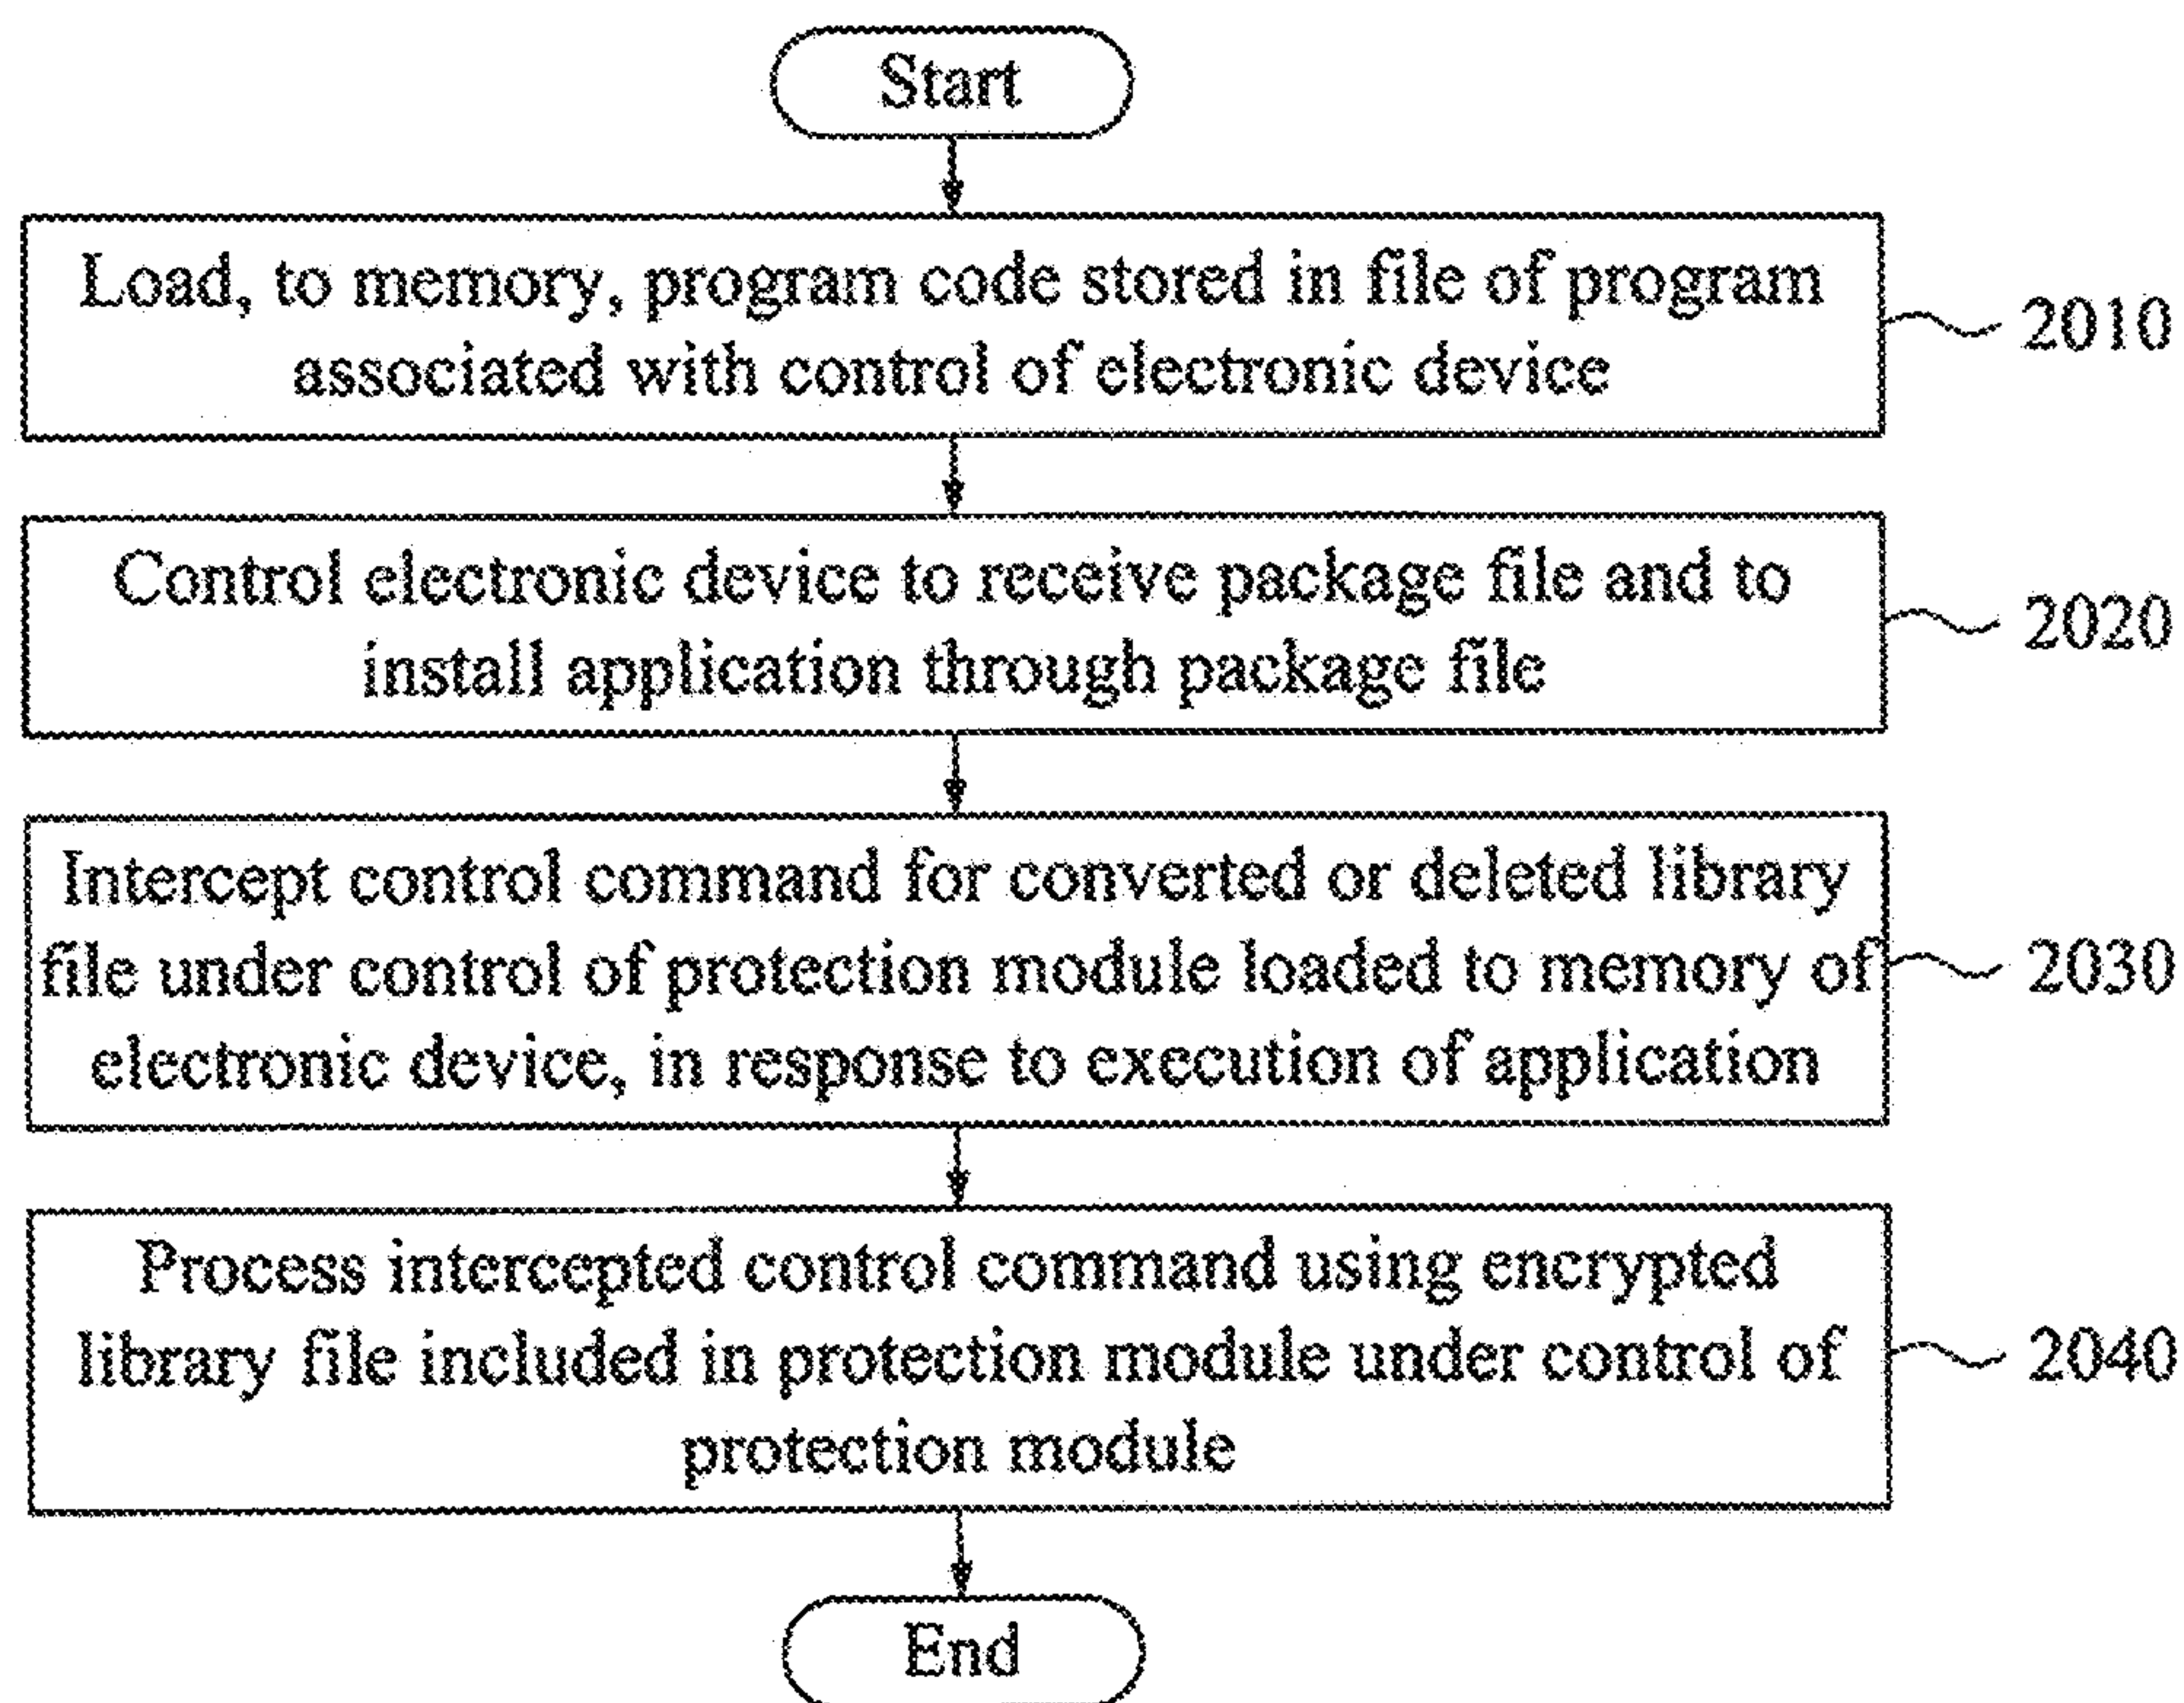 Start
Load, to memory, program code stored in file of program
associated with control of electronic device
2010
Control electronic device to receive package file and to
install application through package file
2020
Intercept control command for converted or deleted library
file under control of protection module loaded to memory of
electronic device, in response to execution of application
2030
Process intercepted control command using encrypted
library file included in protection module under control of
protection module
2040
End